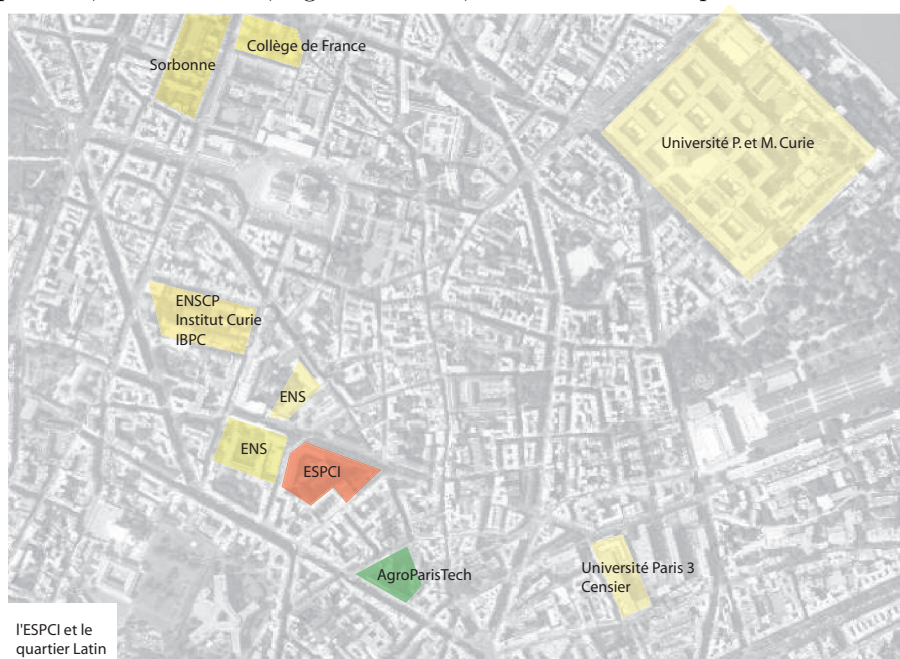 Collège de France
Sorbonne
Université P. et M. Curie
ENSCP
Institut Curie
IBPC
ENS
ENS
ESPCI
AgroParisTech
Université Paris 3
Censier
l'ESPCI et le
quartier Latin